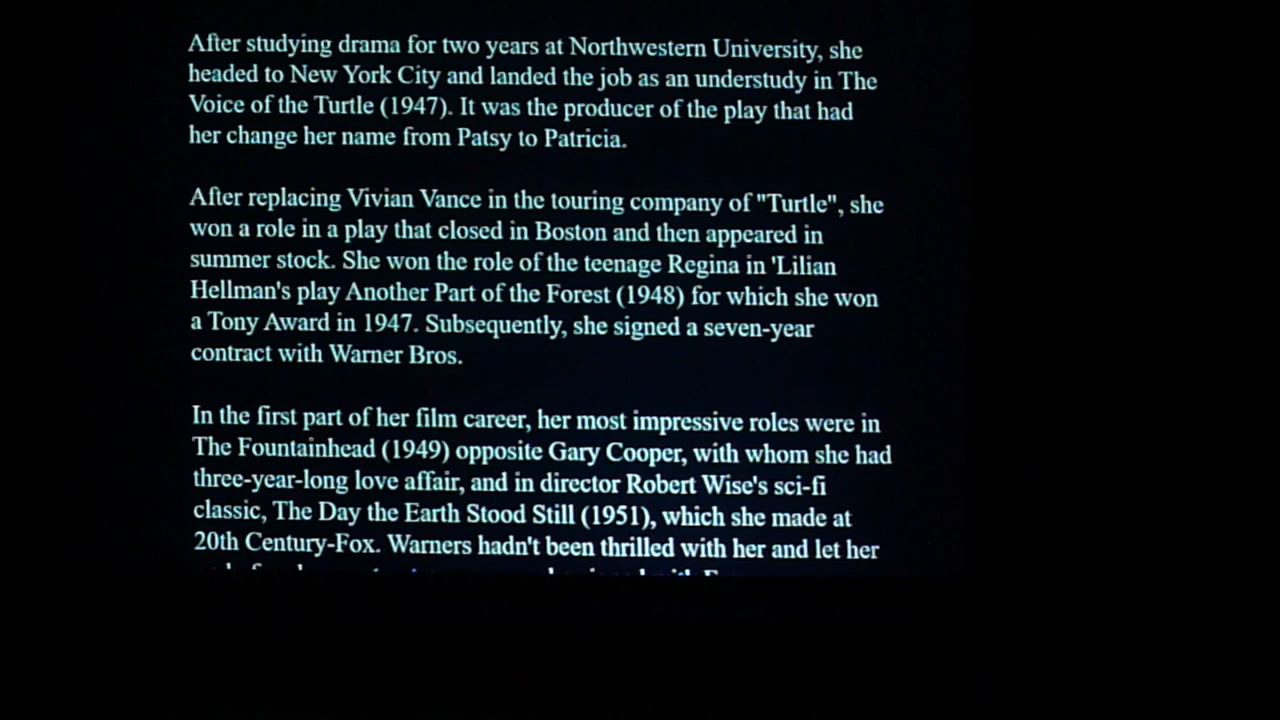 After studying drama for two years at Northwestern University, she
headed to New York City and landed the job as an understudy in The
Voice of the Turtle (1947). It was the producer of the play that had
her change her name from Patsy to Patricia.
After replacing Vivian Vance in the touring company of "Turtle", she
won a role in a play that closed in Boston and then appeared in
summer stock. She won the role of the teenage Regina in 'Lilian
Hellman's play Another Part of the Forest (1948) for which she won
a Tony Award in 1947. Subsequently, she signed a seven-year
contract with Warner Bros.
In the first part of her film career, her most impressive roles were in
The Fountainhead (1949) opposite Gary Cooper, with whom she had
three-year-long love affair, and in director Robert Wise's sci-fi
classic, The Day the Earth Stood Still (1951), which she made at
20th Century-Fox. Warners hadn't been thrilled with her and let her